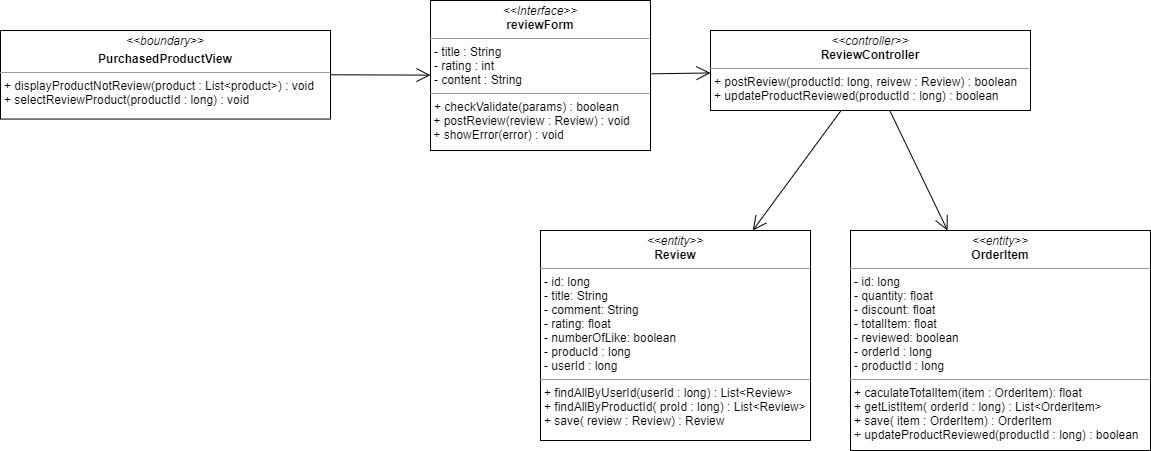 <<boundary>>
PurchasedProductView
+ displayProductNotReview(product : List<product>) : void
+ selectReviewProduct(productId : long) : void
<<Interface>>
reviewForm
- title : String
- rating : int
- content : String
+ checkValidate(params) : boolean
+ postReview(review : Review) : void
+ showError(error) : void
<<controller>>
ReviewController
+ postReview(productId: long, reivew : Review) : boolean
+ updateProductReviewed(productId : long) : boolean
<<entity>>
Review
- id: long
- title: String
- comment: String
- rating: float
- numberOfLike: boolean
- producId : long
- userId : long
+ findAllByUserId(userId : long) : List<Review>
+ findAllByProductId( proId : long) : List<Review>
+ save( review : Review) : Review
<<entity>>
OrderItem
- id: long
- quantity: float
- discount: float
- totalItem: float
- reviewed: boolean
- orderId : long
- productId : long
+ caculateTotalItem(item : OrderItem): float
+ getListItem( orderId : long) : List<OrderItem>
+ save( item : OrderItem) : OrderItem
+ updateProductReviewed(productId : long) : boolean